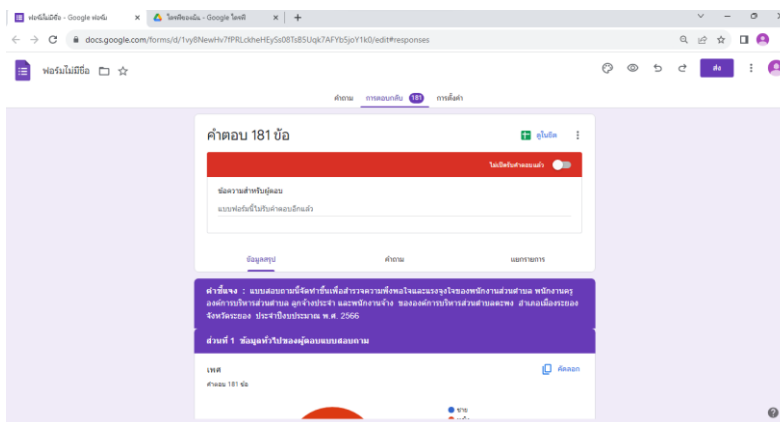 ฟอร์มไม่มีชื่อ - Google ฟอร์ม
ไดรฟ์ของฉัน - Google ไดรฟ์
docs.google.com/forms/d/1vy8NewHv7fPRLckheHEySs08TsB5Uqk7AFYbSjoY1k0/edit#responses
ฟอร์มไม่มีชื่อ
ส่ง
คำถาม การตอบกลับ 181 การตั้งค่า
คำตอบ 181 ข้อ
ดูในชีต
ไม่เปิดรับคำตอบแล้ว
ข้อความสำหรับผู้ตอบ
แบบฟอร์มนี้ไม่รับคำตอบอีกแล้ว
ข้อมูลสรุป คำถาม แยกรายการ
คำชี้แจง : แบบสอบถามนี้จัดทำขึ้นเพื่อสำรวจความพึงพอใจและแรงจูงใจของพนักงานส่วนตำบล พนักงานครู
องค์การบริหารส่วนตำบล ลูกจ้างประจำ และพนักงานจ้าง ขององค์การบริหารส่วนตำบลตะพง อำเภอเมืองระยอง
จังหวัดระยอง ประจำปีงบประมาณ พ.ศ. 2566
ส่วนที่ 1 ข้อมูลทั่วไปของผู้ตอบแบบสอบถาม
เพศ
คัดลอก
คำตอบ 181 ข้อ
ชาย